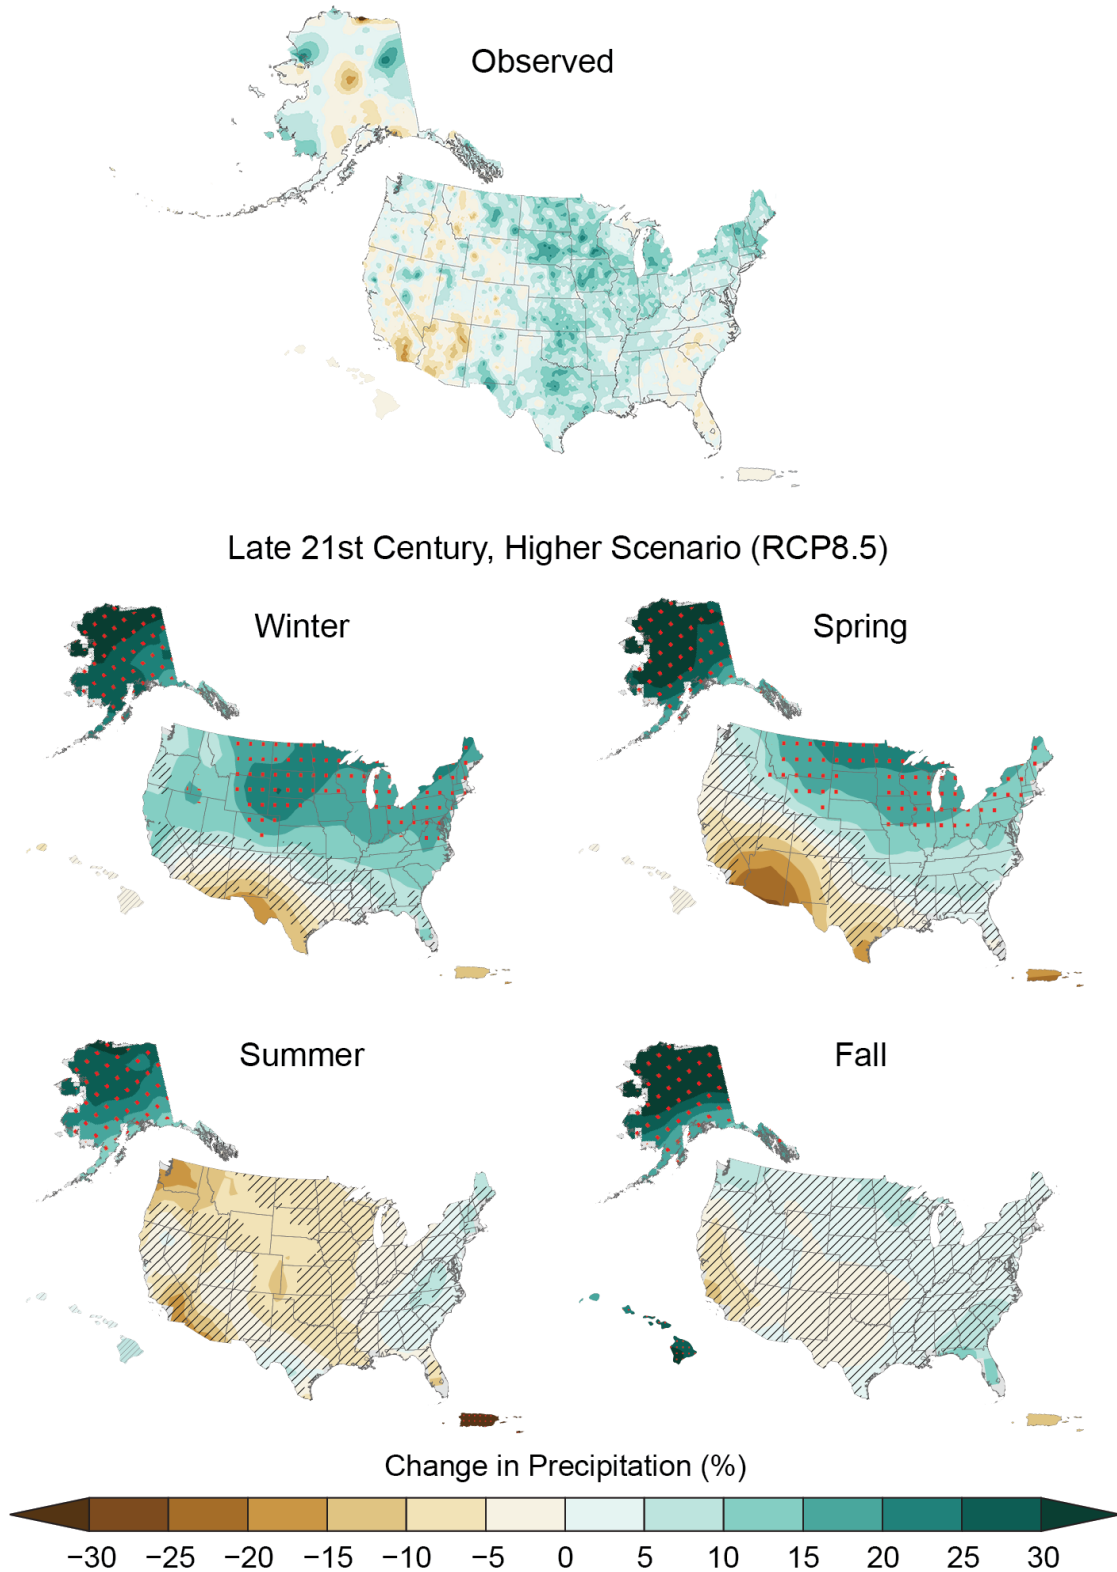 Observed
Late 21st Century, Higher Scenario (RCP8.5)
Winter
Spring
Summer
Fall
Change in Precipitation (%)
−30 −25 −20 −15 −10 −5 0 5 10 15 20 25 30